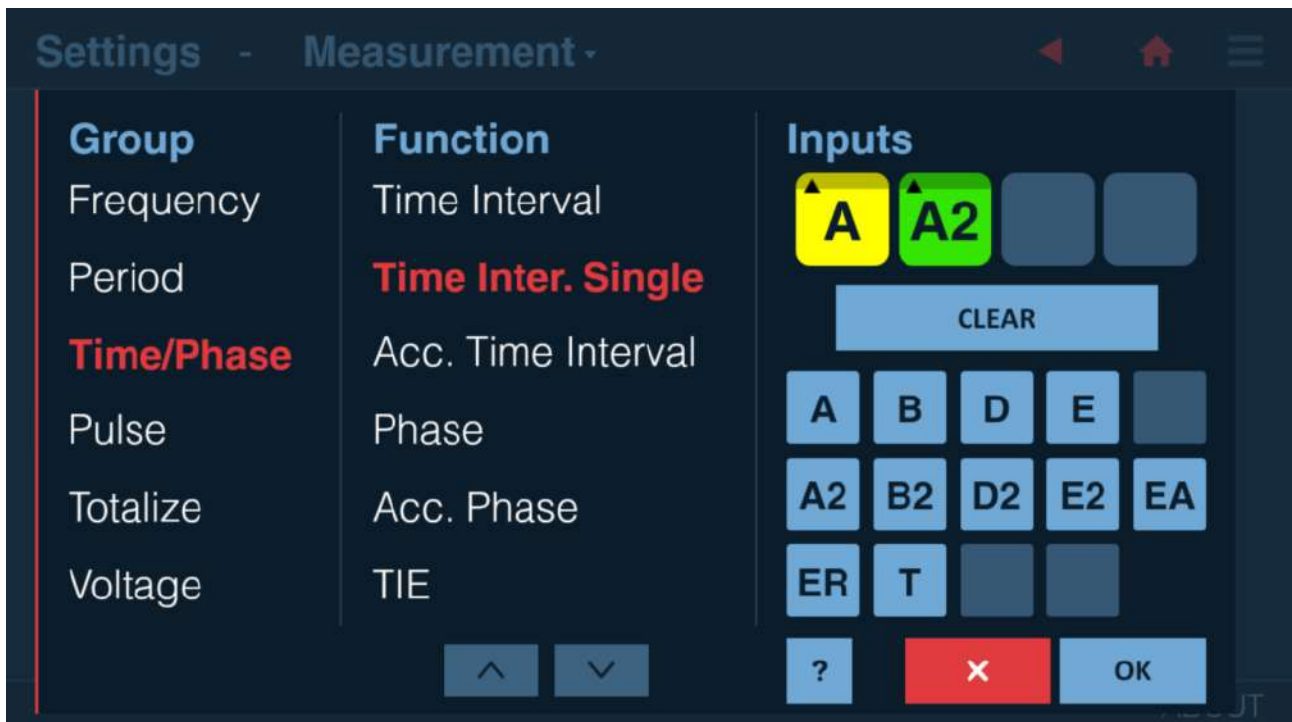 Settings - Measurement
Group
Frequency
Period
Time/Phase
Pulse
Totalize
Voltage
Function
Time Interval
Time Inter. Single
Acc. Time Interval
Phase
Acc. Phase
TIE
Inputs
A A2
CLEAR
A B D E
A2 B2 D2 E2 EA
ER T
? X OK
ABOUT